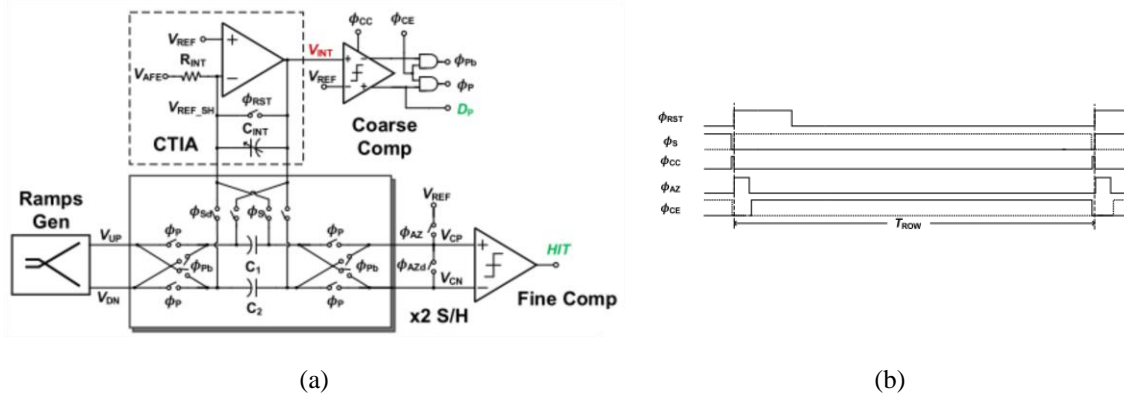 ϕCC
ϕCE
VREF
VINT
ϕPb
RINT
VAFE
VREF
ϕP
VREF_SH
ϕRST
DP
CINT
Coarse
Comp
CTIA
Ramps
Gen
VREF
ϕSd
ϕS
VUP
ϕP
ϕP
ϕAZ
VCP
HIT
ϕPb
C1
ϕPb
ϕAZd
VCN
VDN
ϕP
C2
ϕP
Fine Comp
x2 S/H
(a)
ϕRST
ϕS
ϕCC
ϕAZ
ϕCE
TROW
(b)